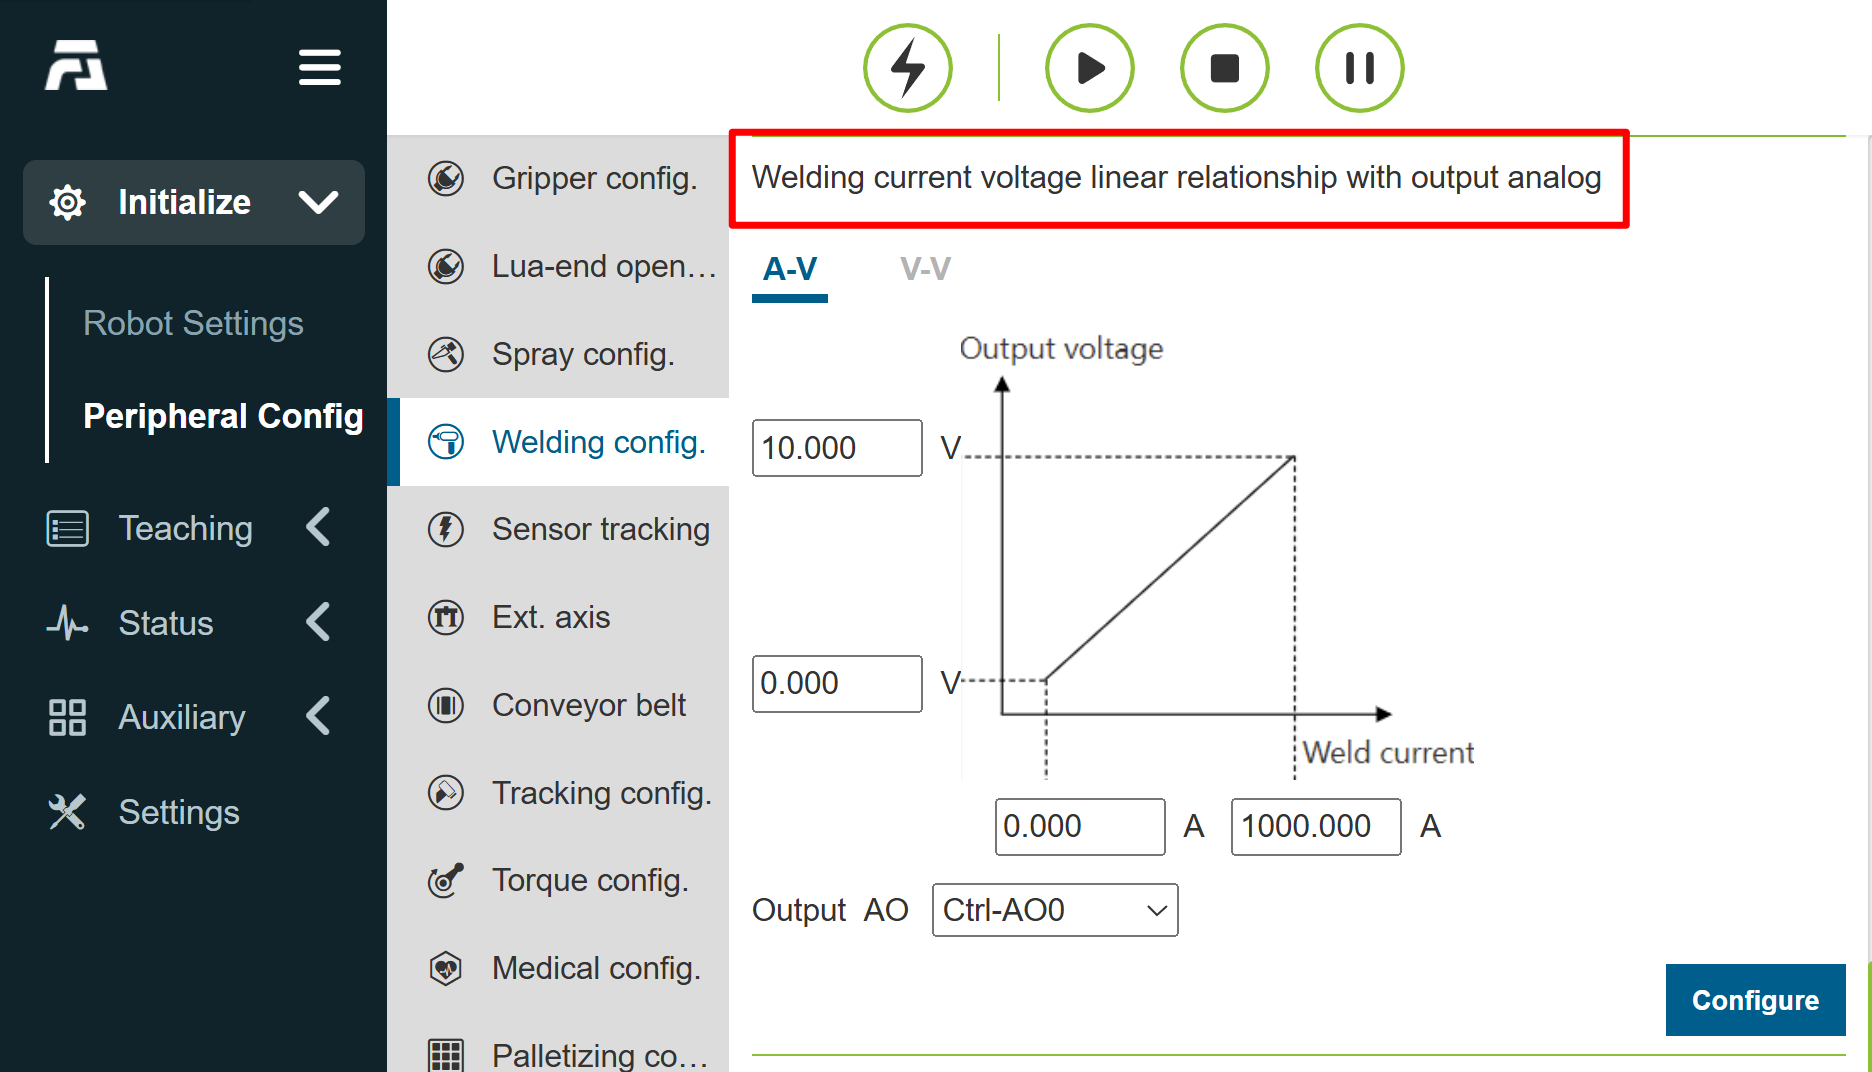 Initialize
Robot Settings
Peripheral Config
Teaching
Status
Auxiliary
Settings
Gripper config.
Lua-end open…
Spray config.
Welding config.
Sensor tracking
Ext. axis
Conveyor belt
Tracking config.
Torque config.
Medical config.
Palletizing co…
Welding current voltage linear relationship with output analog
A-V V-V
Output voltage
10.000 V
0.000 V
Weld current
0.000 A 1000.000 A
Output AO Ctrl-AO0
Configure